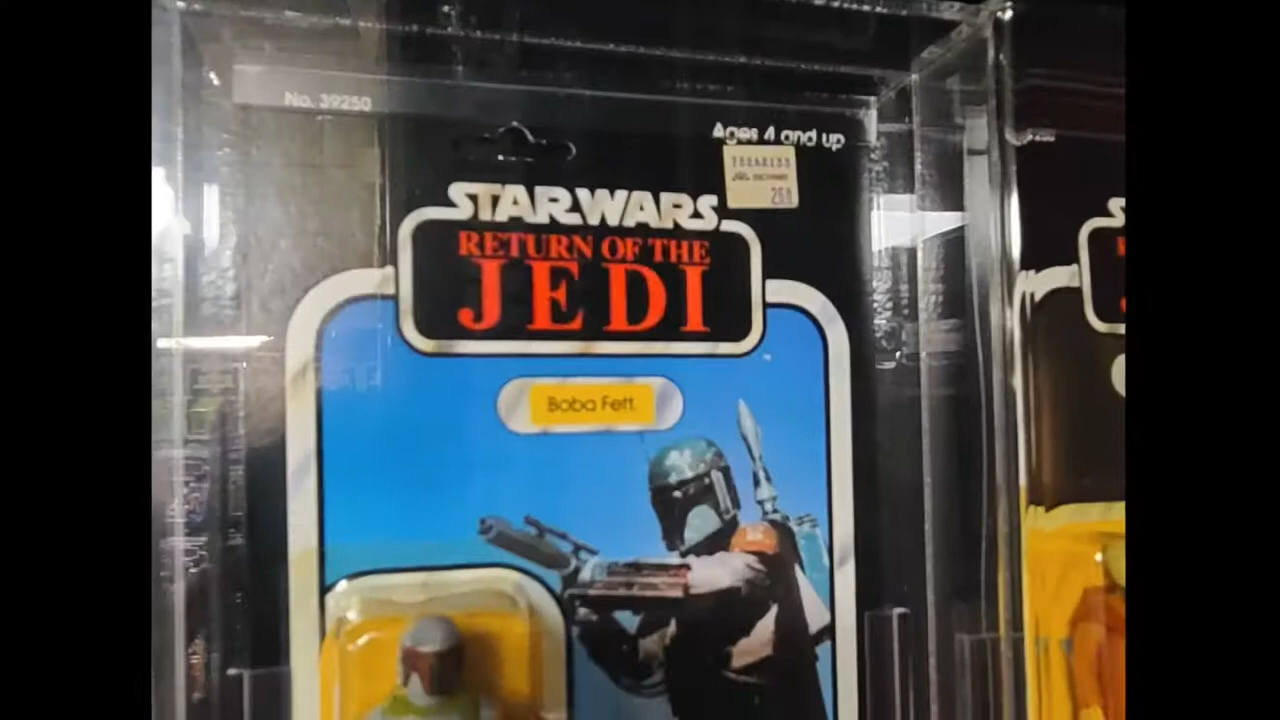 No. 39250
Ages 4 and up
STAR WARS
RETURN OF THE
JEDI
Boba Fett